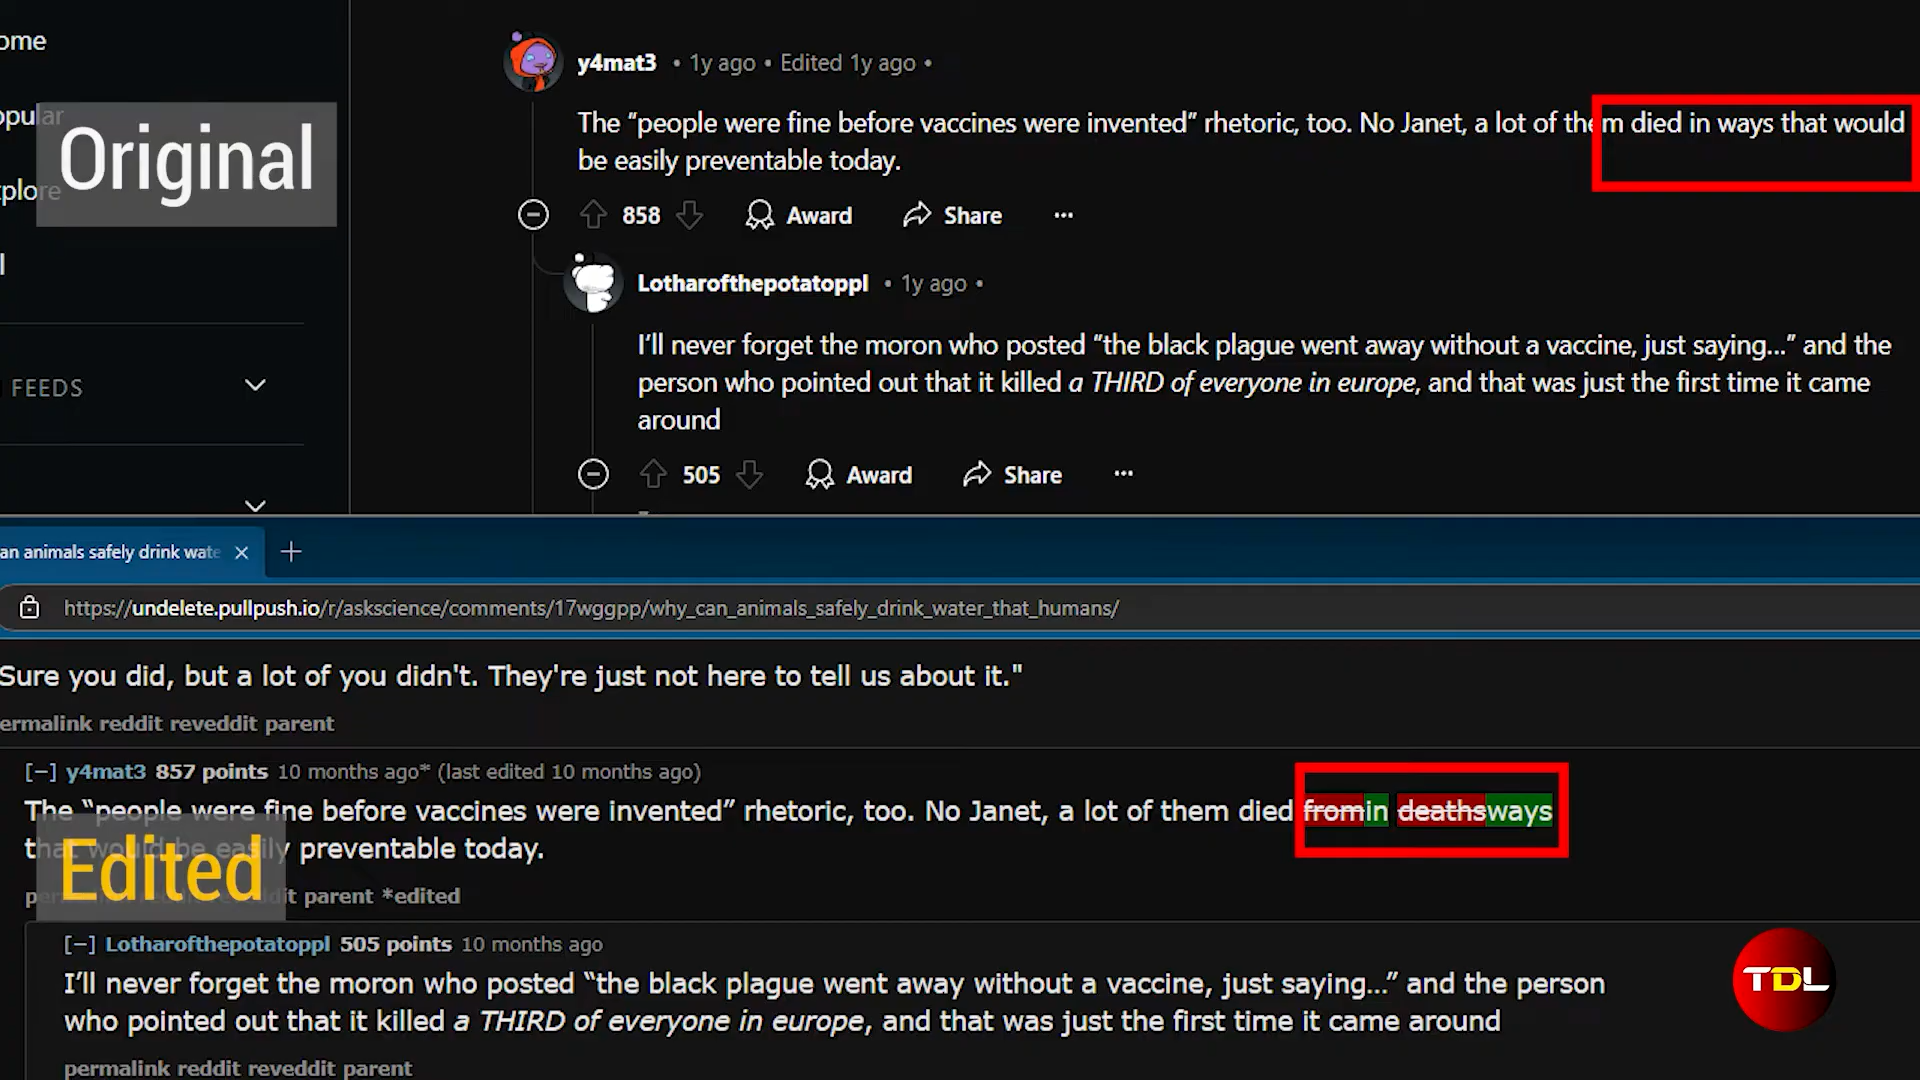 ome
y4mat3 • 1y ago • Edited 1y ago •
opular
Original
The “people were fine before vaccines were invented” rhetoric, too. No Janet, a lot of them died in ways that would
be easily preventable today.
xplore
858 Award Share ...
l
Lotharofthepotatoppl • 1y ago •
I’ll never forget the moron who posted “the black plague went away without a vaccine, just saying...” and the
person who pointed out that it killed a THIRD of everyone in europe, and that was just the first time it came
around
FEEDS
505 Award Share ...
an animals safely drink wate × +
https://undelete.pullpush.io/r/askscience/comments/17wggpp/why_can_animals_safely_drink_water_that_humans/
Sure you did, but a lot of you didn't. They're just not here to tell us about it."
ermalink reddit reveddit parent
[−] y4mat3 857 points 10 months ago* (last edited 10 months ago)
The “people were fine before vaccines were invented” rhetoric, too. No Janet, a lot of them died fromin deathsways
that would be easily preventable today.
Edited
parent *edited
[−] Lotharofthepotatoppl 505 points 10 months ago
I’ll never forget the moron who posted “the black plague went away without a vaccine, just saying...” and the person
who pointed out that it killed a THIRD of everyone in europe, and that was just the first time it came around
permalink reddit reveddit parent
TDL